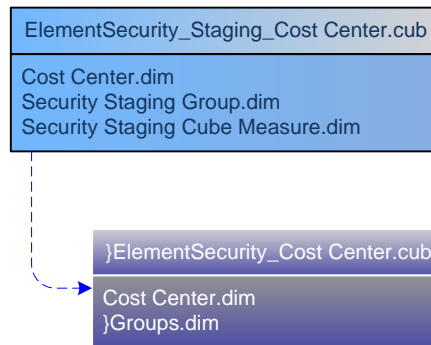 ElementSecurity_Staging_Cost Center.cub
Cost Center.dim
Security Staging Group.dim
Security Staging Cube Measure.dim
}ElementSecurity_Cost Center.cub
Cost Center.dim
}Groups.dim